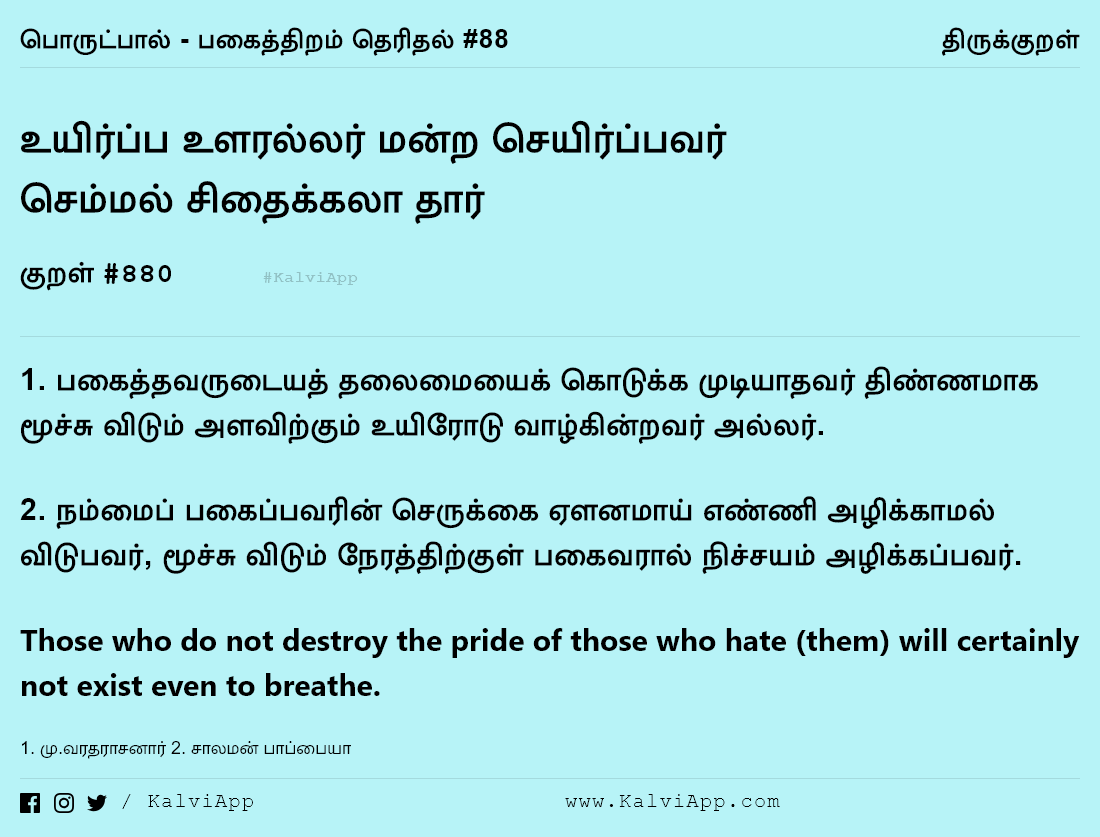 பொருட்பால் - பகைத்திறம் தெரிதல் #88 திருக்குறள்
உயிர்ப்ப உளரல்லர் மன்ற செயிர்ப்பவர்
செம்மல் சிதைக்கலா தார்
குறள் #880 #KalviApp
1. பகைத்தவருடையத் தலைமையைக் கொடுக்க முடியாதவர் திண்ணமாக
மூச்சு விடும் அளவிற்கும் உயிரோடு வாழ்கின்றவர் அல்லர்.
2. நம்மைப் பகைப்பவரின் செருக்கை ஏளனமாய் எண்ணி அழிக்காமல்
விடுபவர், மூச்சு விடும் நேரத்திற்குள் பகைவரால் நிச்சயம் அழிக்கப்பவர்.
Those who do not destroy the pride of those who hate (them) will certainly
not exist even to breathe.
1. மு.வரதராசனார் 2. சாலமன் பாப்பையா
/ KalviApp www.KalviApp.com